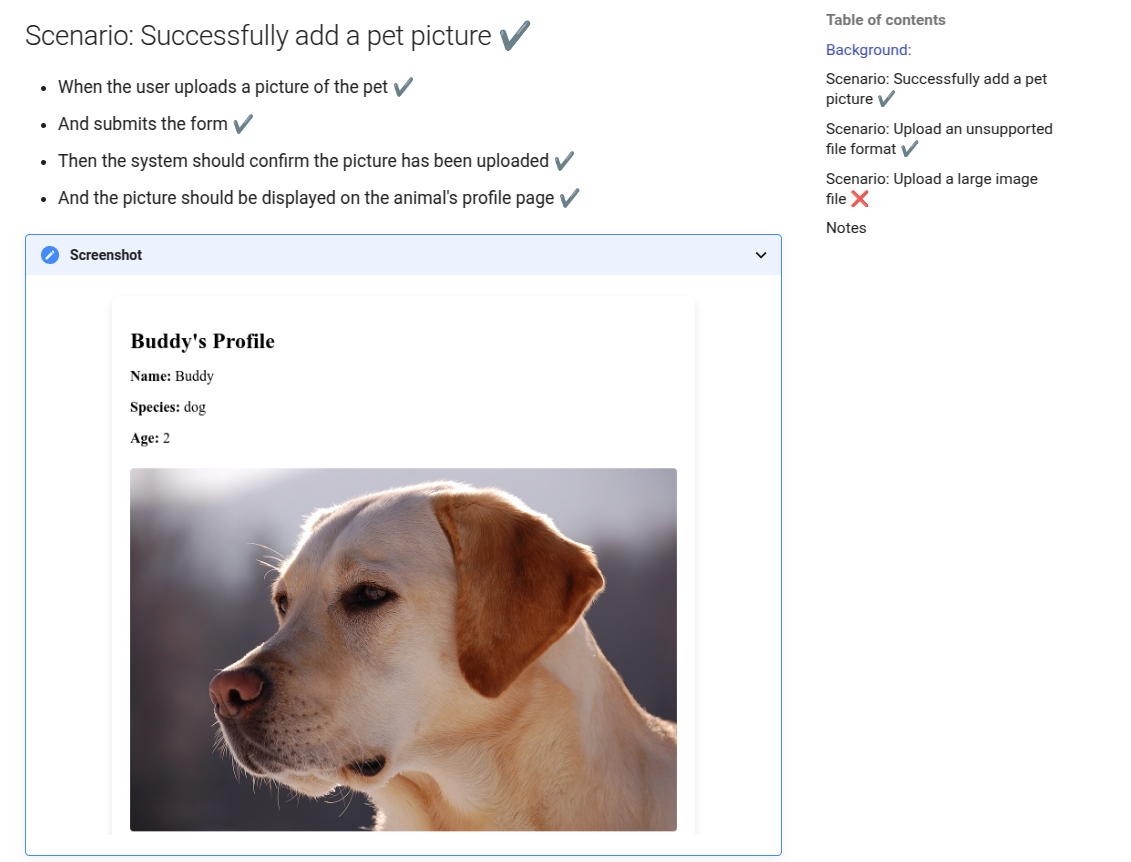 Scenario: Successfully add a pet picture ✔
When the user uploads a picture of the pet ✔
And submits the form ✔
Then the system should confirm the picture has been uploaded ✔
And the picture should be displayed on the animal's profile page ✔
Screenshot
Buddy's Profile
Name: Buddy
Species: dog
Age: 2
Table of contents
Background:
Scenario: Successfully add a pet
picture ✔
Scenario: Upload an unsupported
file format ✔
Scenario: Upload a large image
file ❌
Notes